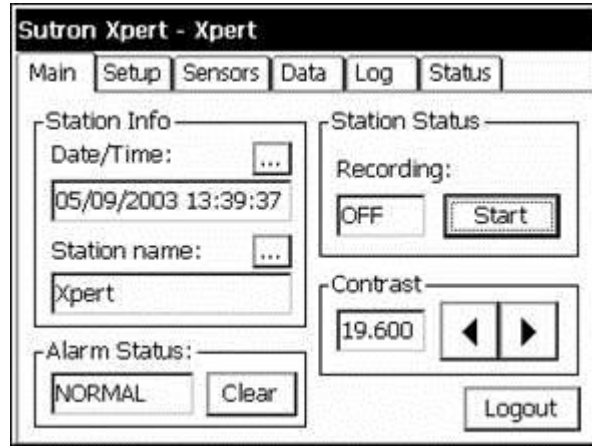 Sutron Xpert - Xpert
Main Setup Sensors Data Log Status
Station Info
Date/Time: ...
05/09/2003 13:39:37
Station name: ...
Xpert
Alarm Status:
NORMAL Clear
Station Status
Recording:
OFF Start
Contrast
19.600
Logout